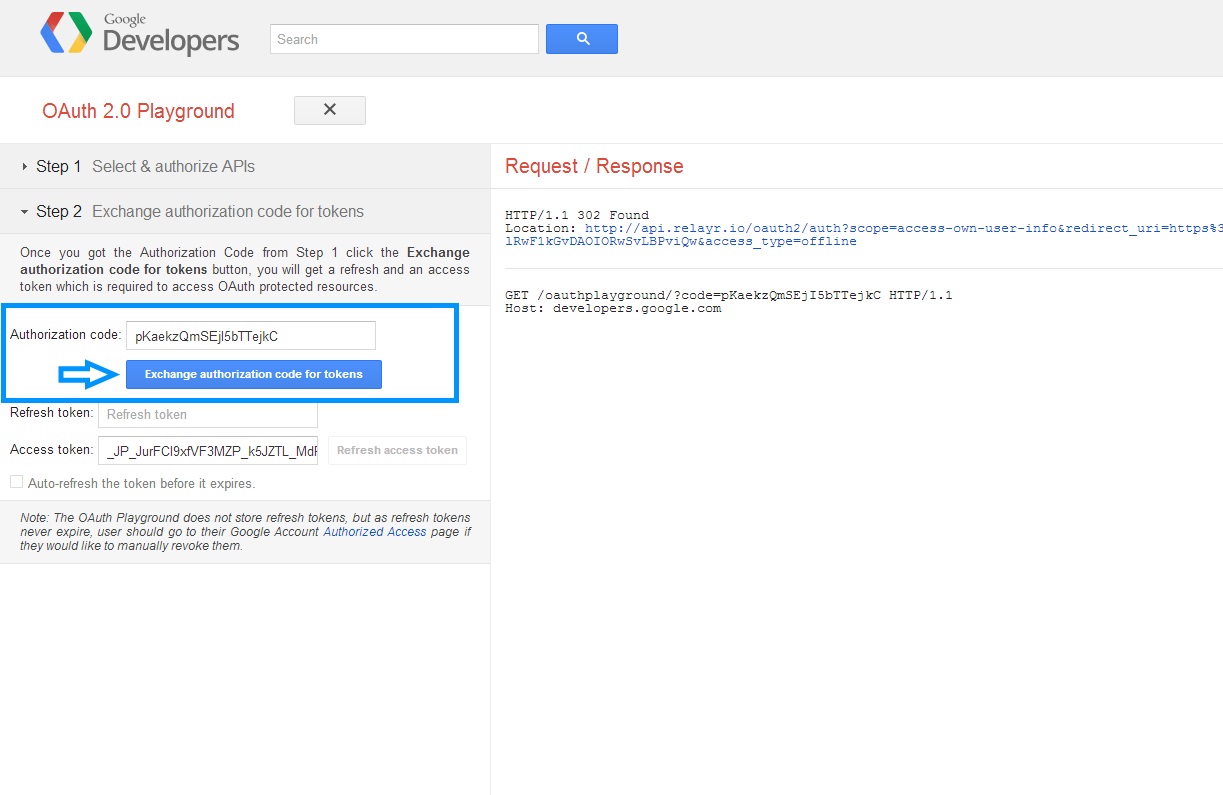 Google
Developers
Search
OAuth 2.0 Playground
Step 1 Select & authorize APIs
Step 2 Exchange authorization code for tokens
Once you got the Authorization Code from Step 1 click the Exchange
authorization code for tokens button, you will get a refresh and an access
token which is required to access OAuth protected resources.
Authorization code: pKaekzQmSEjI5bTTejkC
Exchange authorization code for tokens
Refresh token: Refresh token
Access token: _JP_JurFCl9xfVF3MZP_k5JZTL_Md Refresh access token
Auto-refresh the token before it expires.
Note: The OAuth Playground does not store refresh tokens, but as refresh tokens
never expire, user should go to their Google Account Authorized Access page if
they would like to manually revoke them.
Request / Response
HTTP/1.1 302 Found
Location: http://api.relayr.io/oauth2/auth?scope=access-own-user-info&redirect_uri=https%3
lRwF1kGvDAOIORwSvLBPviQw&access_type=offline
GET /oauthplayground/?code=pKaekzQmSEjI5bTTejkC HTTP/1.1
Host: developers.google.com